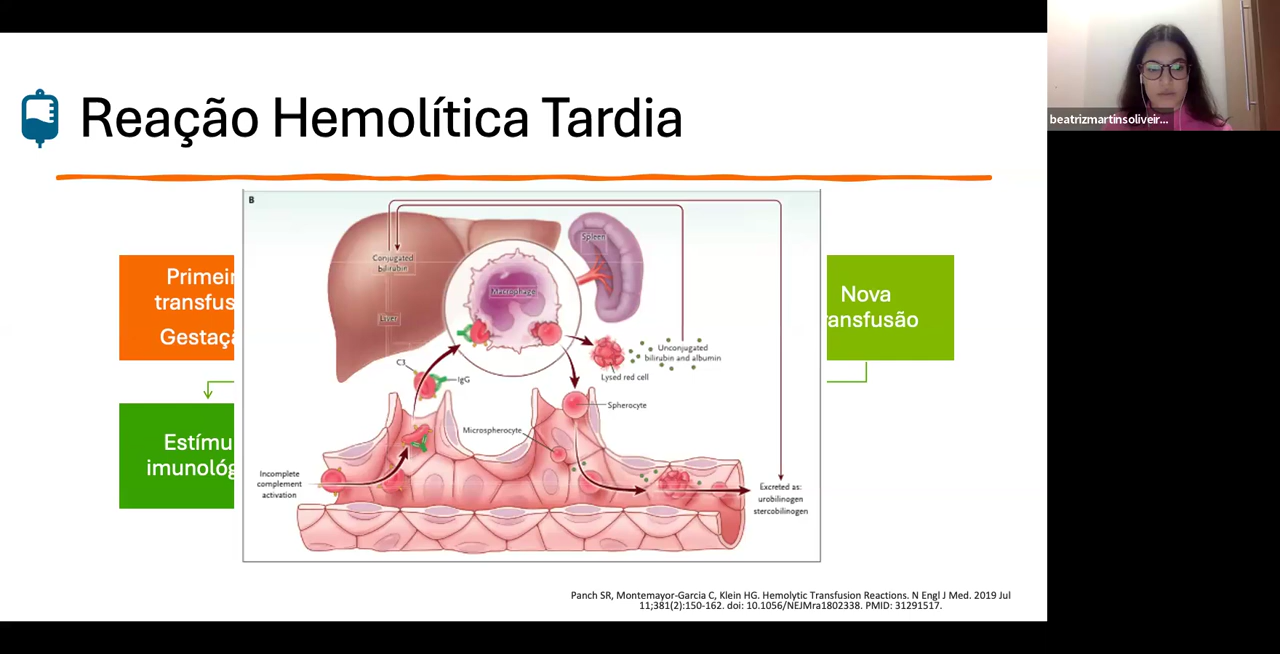 Reação Hemolítica Tardia
beatrizmartinsoliveir...
Primeir
transfus
Gestaçã
Estímu
imunológ
Nova
ransfusão
B
Conjugated
bilirubin
Liver
Macrophage
Spleen
C3
IgG
Unconjugated
bilirubin and albumin
Lysed red cell
Spherocyte
Microspherocyte
Incomplete
complement
activation
Excreted as:
urobilinogen
stercobilinogen
Panch SR, Montemayor-Garcia C, Klein HG. Hemolytic Transfusion Reactions. N Engl J Med. 2019 Jul
11;381(2):150-162. doi: 10.1056/NEJMra1802338. PMID: 31291517.